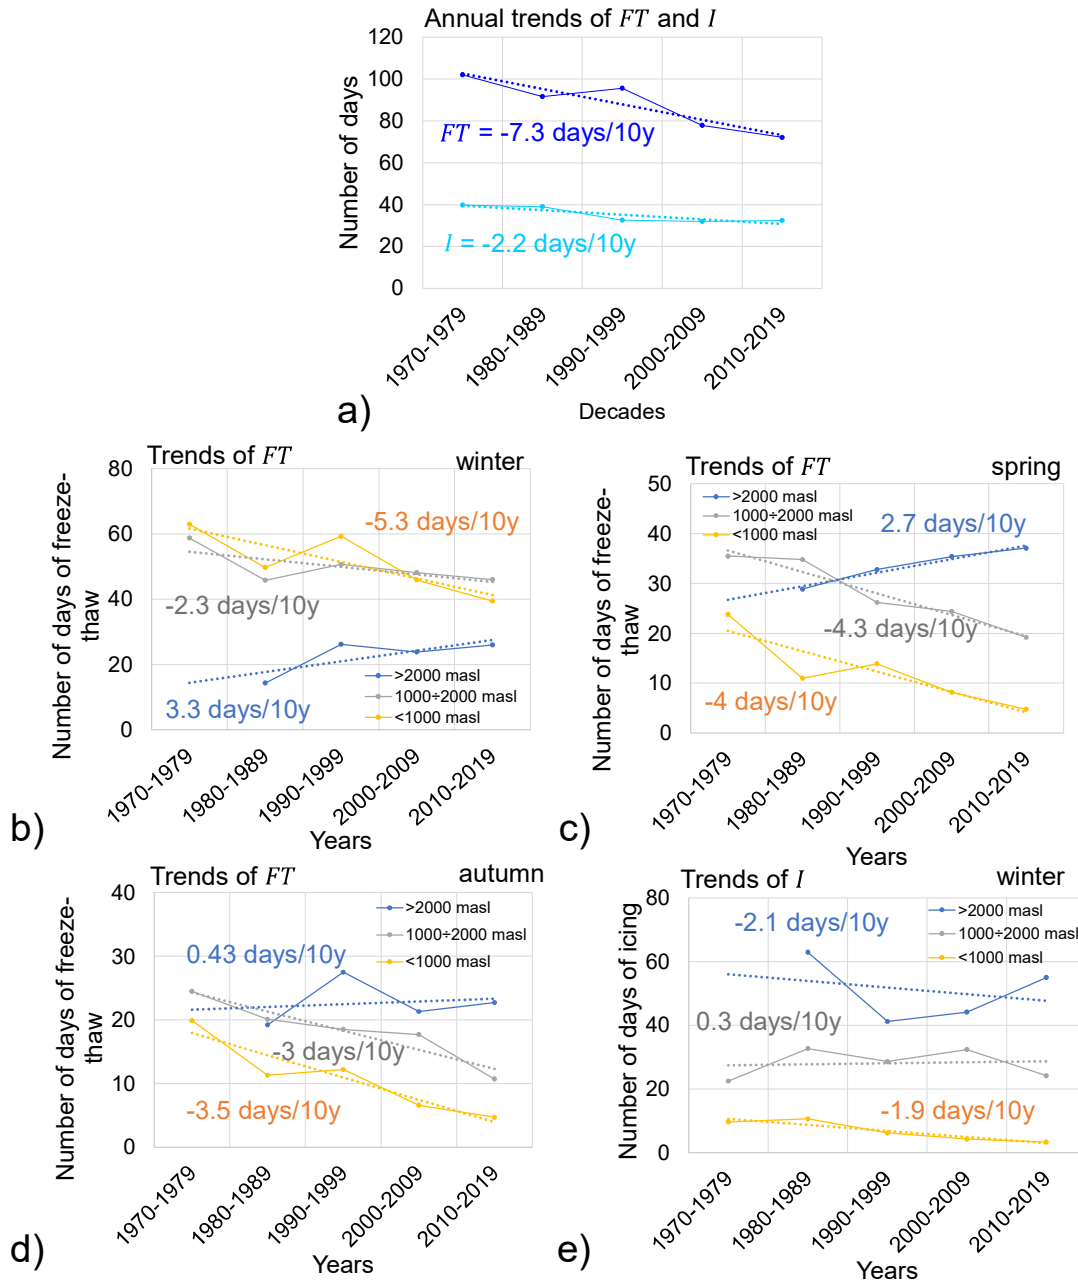 Annual trends of FT and I
Number of days
120
100
80
60
40
20
0
FT = -7.3 days/10y
I = -2.2 days/10y
1970-1979
1980-1989
1990-1999
2000-2009
2010-2019
Decades
a)
Trends of FT
winter
Number of days of freeze-
thaw
80
60
40
20
0
-5.3 days/10y
-2.3 days/10y
3.3 days/10y
>2000 masl
1000÷2000 masl
<1000 masl
1970-1979
1980-1989
1990-1999
2000-2009
2010-2019
Years
b)
Trends of FT
spring
Number of days of freeze-
thaw
50
40
30
20
10
0
>2000 masl
1000÷2000 masl
<1000 masl
2.7 days/10y
-4.3 days/10y
-4 days/10y
1970-1979
1980-1989
1990-1999
2000-2009
2010-2019
Years
c)
Trends of FT
autumn
Number of days of freeze-
thaw
40
30
20
10
0
>2000 masl
1000÷2000 masl
<1000 masl
0.43 days/10y
-3 days/10y
-3.5 days/10y
1970-1979
1980-1989
1990-1999
2000-2009
2010-2019
Years
d)
Trends of I
winter
Number of days of icing
80
60
40
20
0
>2000 masl
1000÷2000 masl
<1000 masl
-2.1 days/10y
0.3 days/10y
-1.9 days/10y
1970-1979
1980-1989
1990-1999
2000-2009
2010-2019
Years
e)